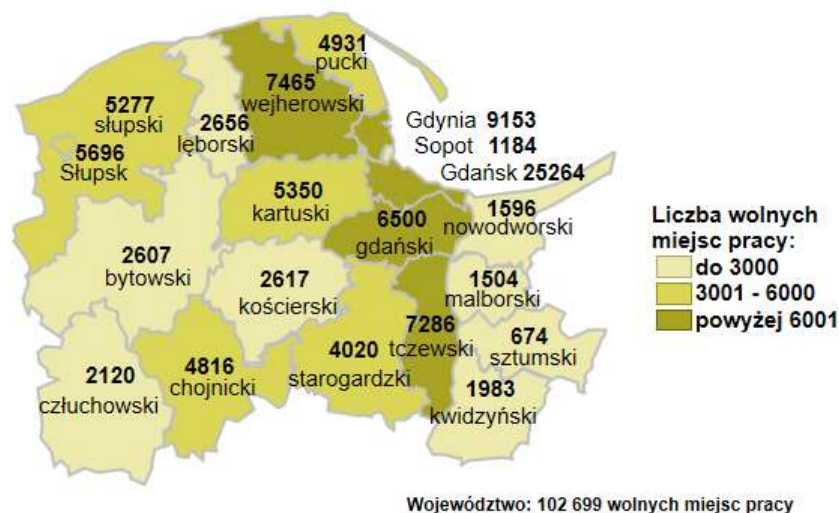 4931
pucki
7465
wejherowski
5277
słupski
2656
lęborski
Gdynia 9153
Sopot 1184
Gdańsk 25264
5696
Słupsk
5350
kartuski
6500
gdański
1596
nowodworski
2607
bytowski
2617
kościerski
1504
malborski
7286
tczewski
674
sztumski
2120
człuchowski
4816
chojnicki
4020
starogardzki
1983
kwidzyński
Liczba wolnych
miejsc pracy:
do 3000
3001 - 6000
powyżej 6001
Województwo: 102 699 wolnych miejsc pracy